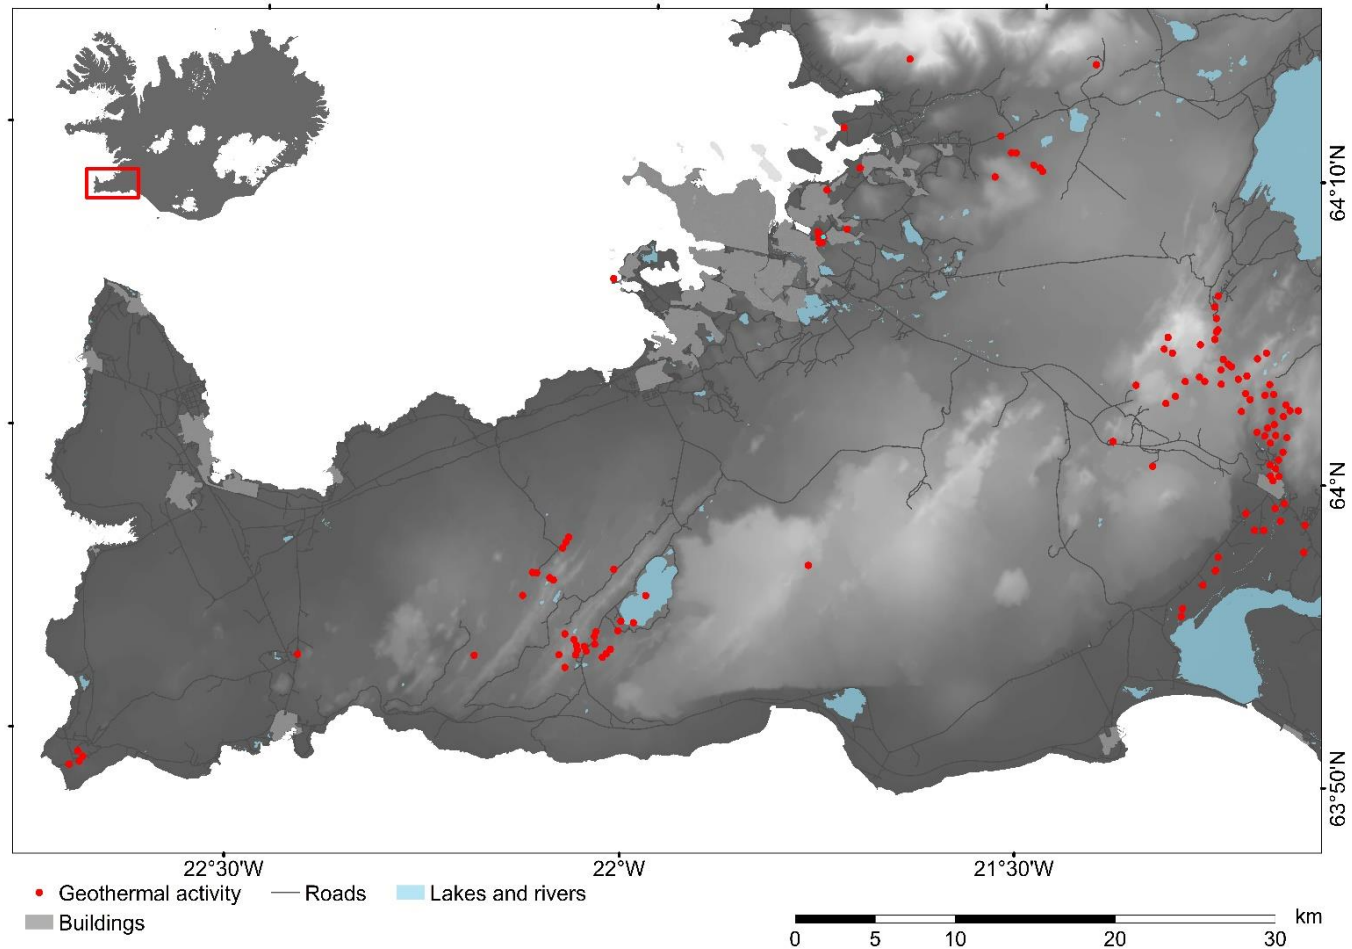 64°10'N
64°N
63°50'N
22°30'W 22°W 21°30'W
Geothermal activity Roads Lakes and rivers
Buildings
km
0 5 10 20 30